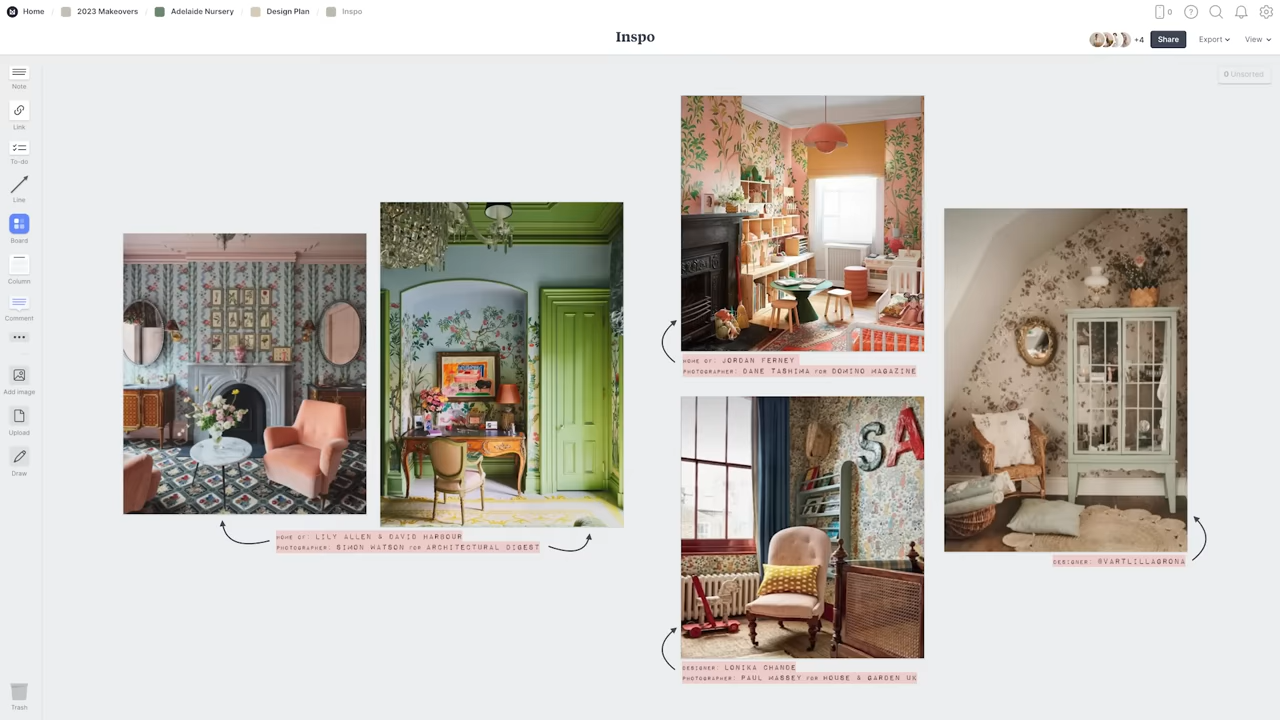 Home / 2023 Makeovers / Adelaide Nursery / Design Plan / Inspo
0
Inspo
+4
Share
Export
View
0 Unsorted
Note
Link
To-do
Line
Board
Column
Comment
Add image
Upload
Draw
Trash
HOME OF: LILY ALLEN & DAVID HARBOUR
PHOTOGRAPHER: SIMON WATSON FOR ARCHITECTURAL DIGEST
HOME OF: JORDAN FERNEY
PHOTOGRAPHER: DANE TASHIMA FOR DOMINO MAGAZINE
SA
DESIGNER: LONIKA CHANDE
PHOTOGRAPHER: PAUL MASSEY FOR HOUSE & GARDEN UK
DESIGNER: @VARTLILLAGRONA